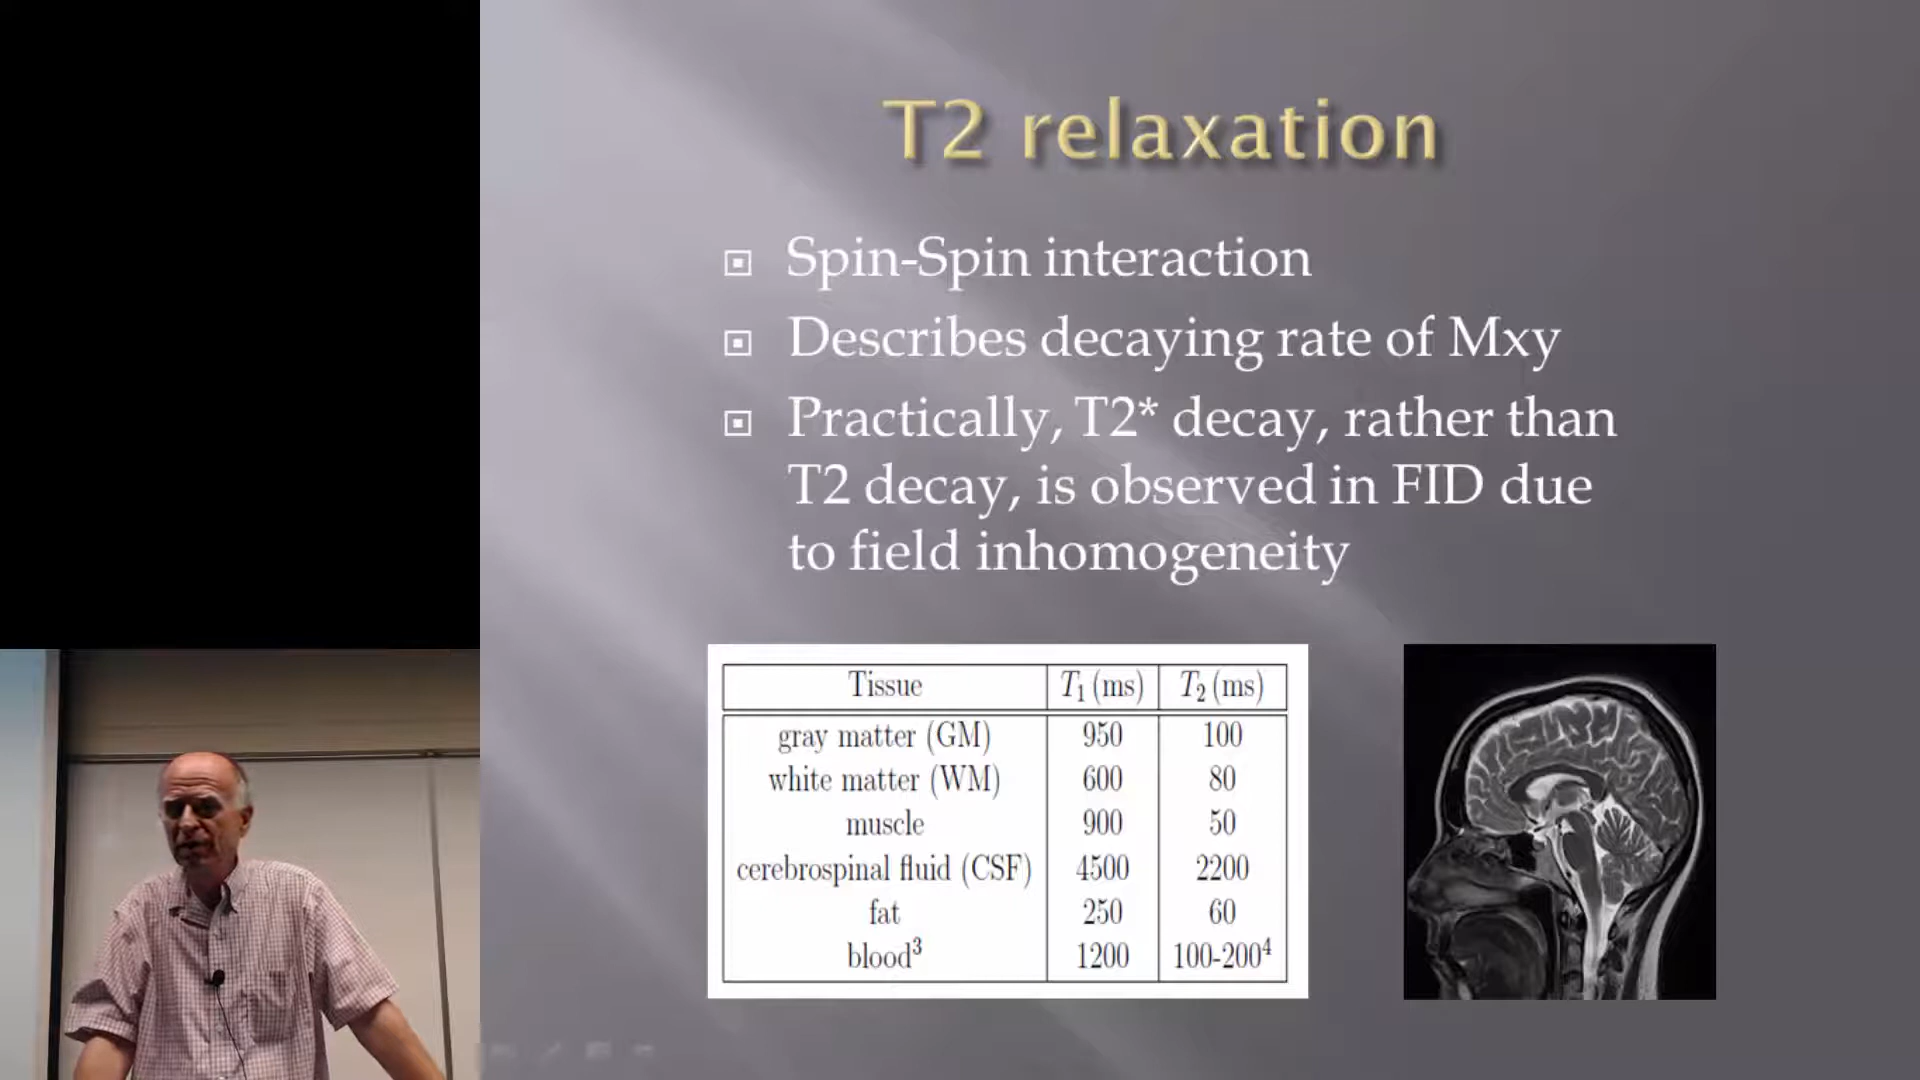 T2 relaxation
Spin-Spin interaction
Describes decaying rate of Mxy
Practically, T2* decay, rather than
T2 decay, is observed in FID due
to field inhomogeneity
Tissue T₁ (ms) T₂ (ms)
gray matter (GM) 950 100
white matter (WM) 600 80
muscle 900 50
cerebrospinal fluid (CSF) 4500 2200
fat 250 60
blood³ 1200 100-200⁴